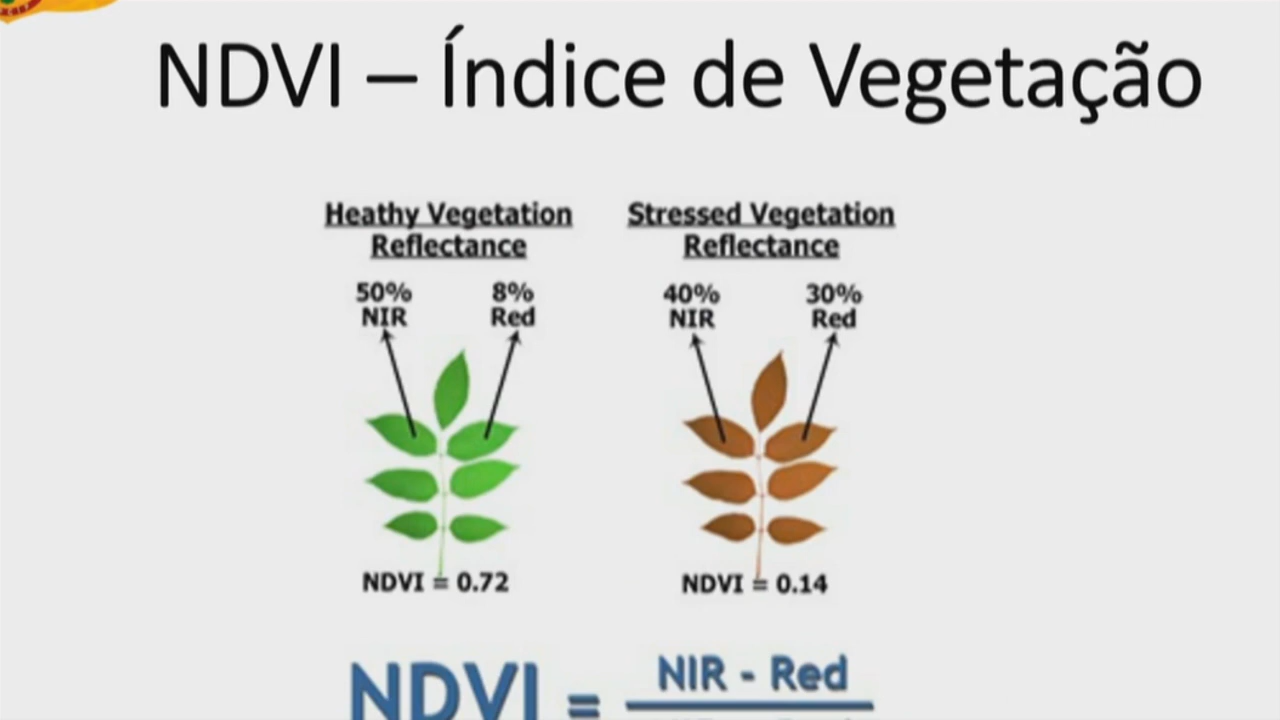 NDVI – Índice de Vegetação
Heathy Vegetation
Reflectance
50%
NIR
8%
Red
Stressed Vegetation
Reflectance
40%
NIR
30%
Red
NDVI = 0.72
NDVI = 0.14
NDVI =
NIR - Red